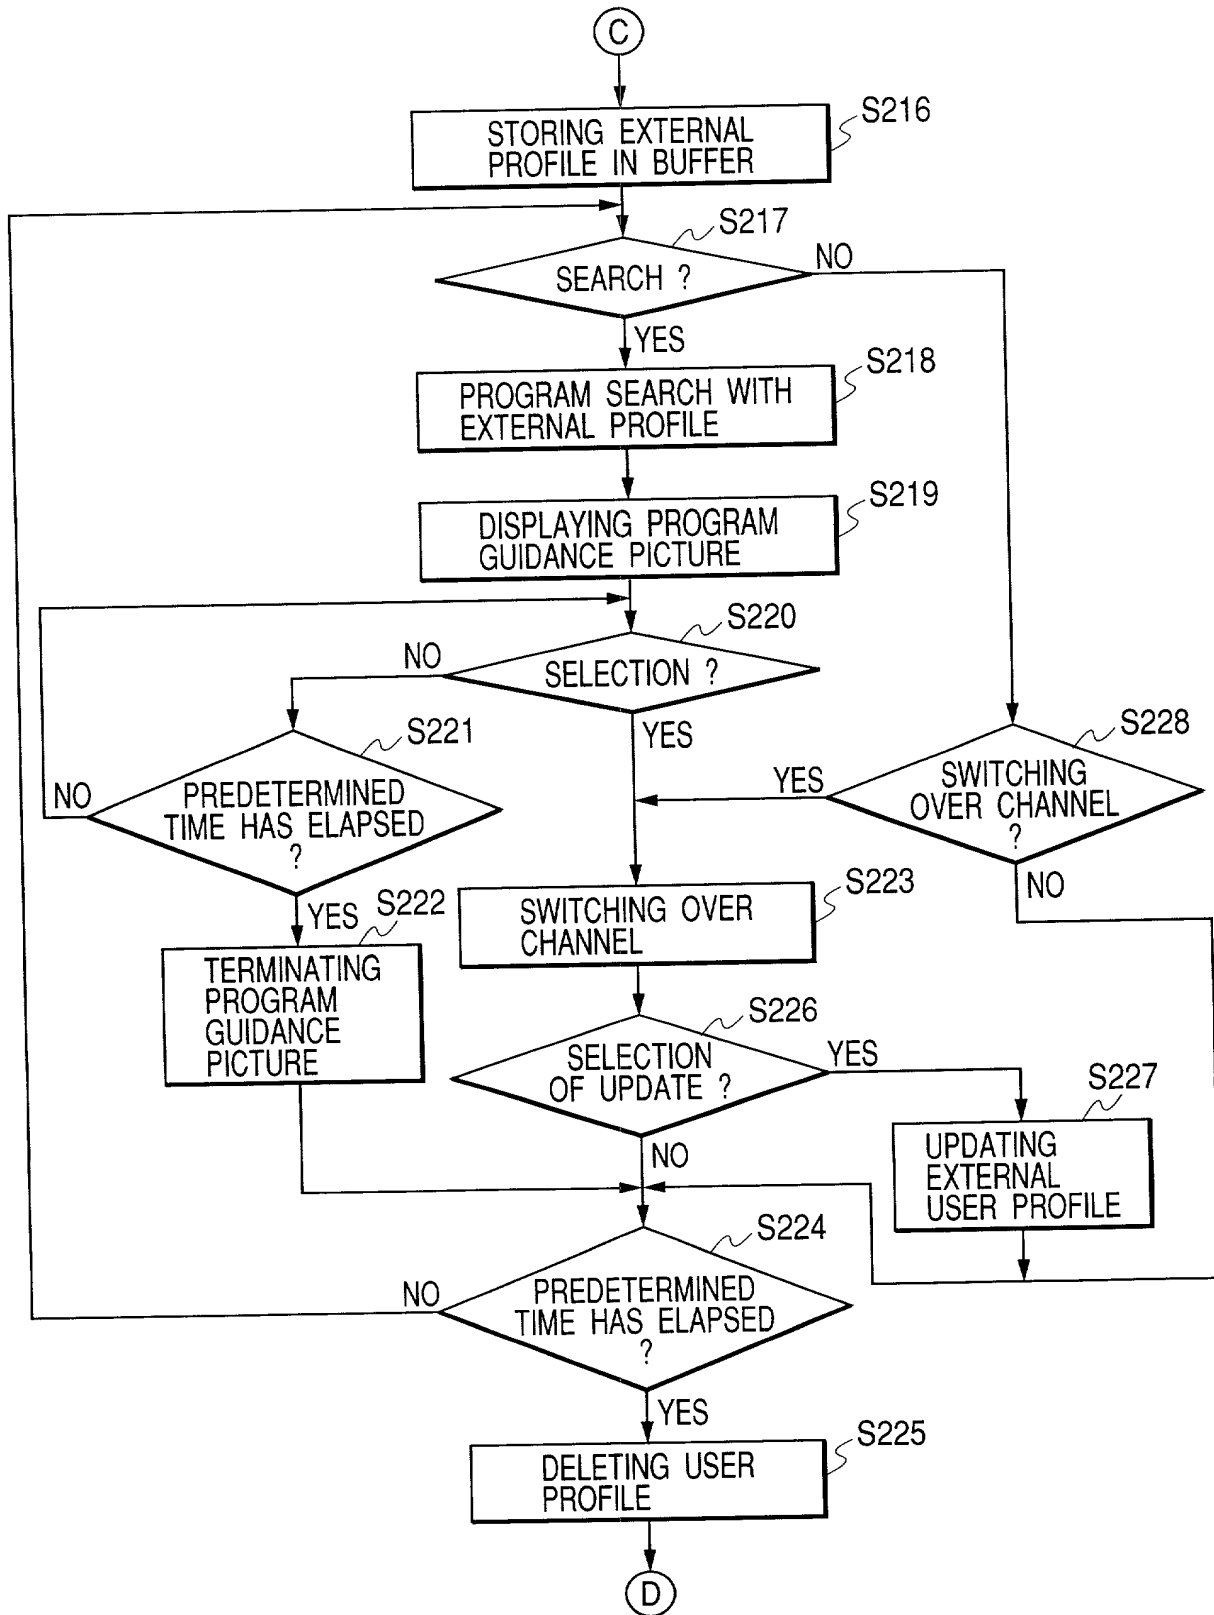 C
S216
STORING EXTERNAL
PROFILE IN BUFFER
S217
SEARCH ?
NO
YES
S218
PROGRAM SEARCH WITH
EXTERNAL PROFILE
S219
DISPLAYING PROGRAM
GUIDANCE PICTURE
S220
SELECTION ?
NO
YES
S221
PREDETERMINED
TIME HAS ELAPSED
?
NO
YES
S228
SWITCHING
OVER CHANNEL
?
YES
NO
S222
TERMINATING
PROGRAM
GUIDANCE
PICTURE
S223
SWITCHING OVER
CHANNEL
S226
SELECTION
OF UPDATE ?
YES
NO
S227
UPDATING
EXTERNAL
USER PROFILE
S224
PREDETERMINED
TIME HAS ELAPSED
?
NO
YES
S225
DELETING USER
PROFILE
D